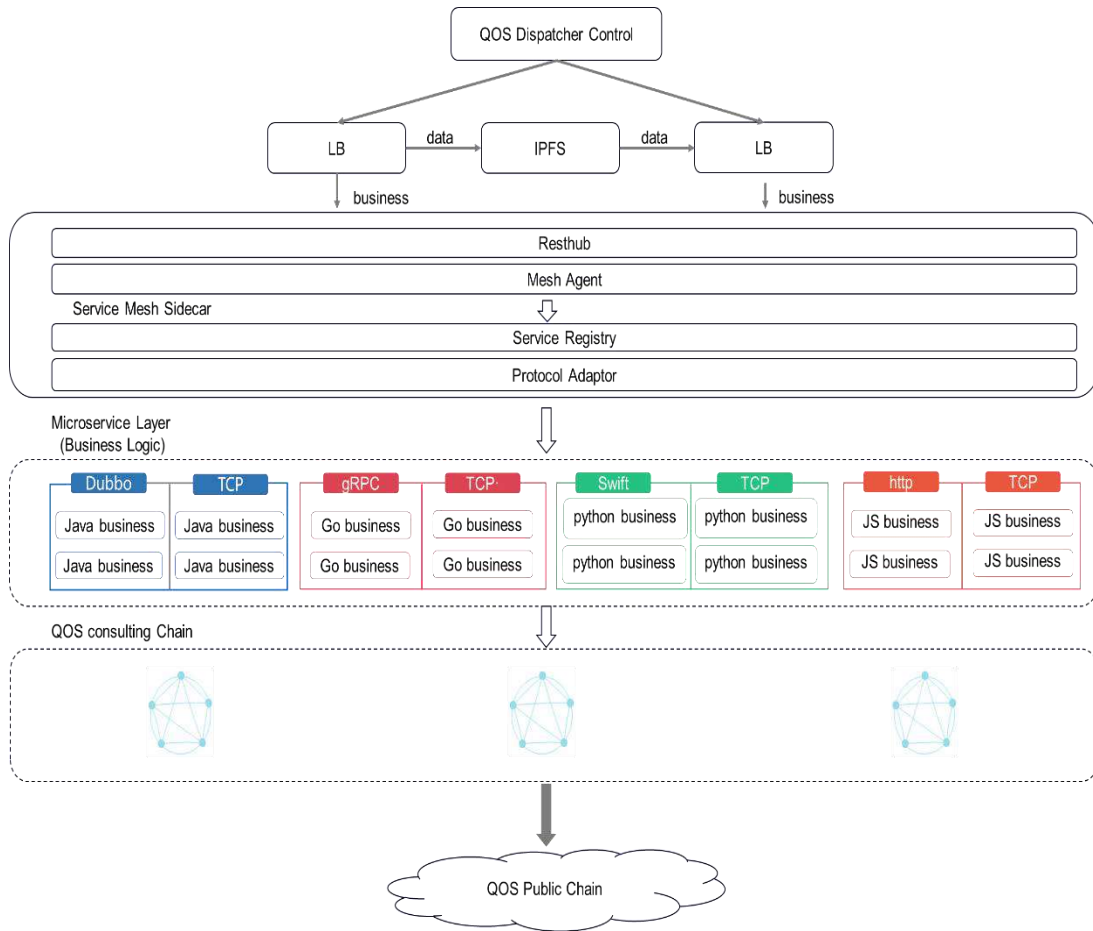 QOS Dispatcher Control
LB
data
IPFS
data
LB
business
business
Resthub
Mesh Agent
Service Mesh Sidecar
Service Registry
Protocol Adaptor
Microservice Layer
(Business Logic)
Dubbo
TCP
gRPC
TCP
Swift
TCP
http
TCP
Java business
Java business
Go business
Go business
python business
python business
JS business
JS business
Java business
Java business
Go business
Go business
python business
python business
JS business
JS business
QOS consulting Chain
QOS Public Chain